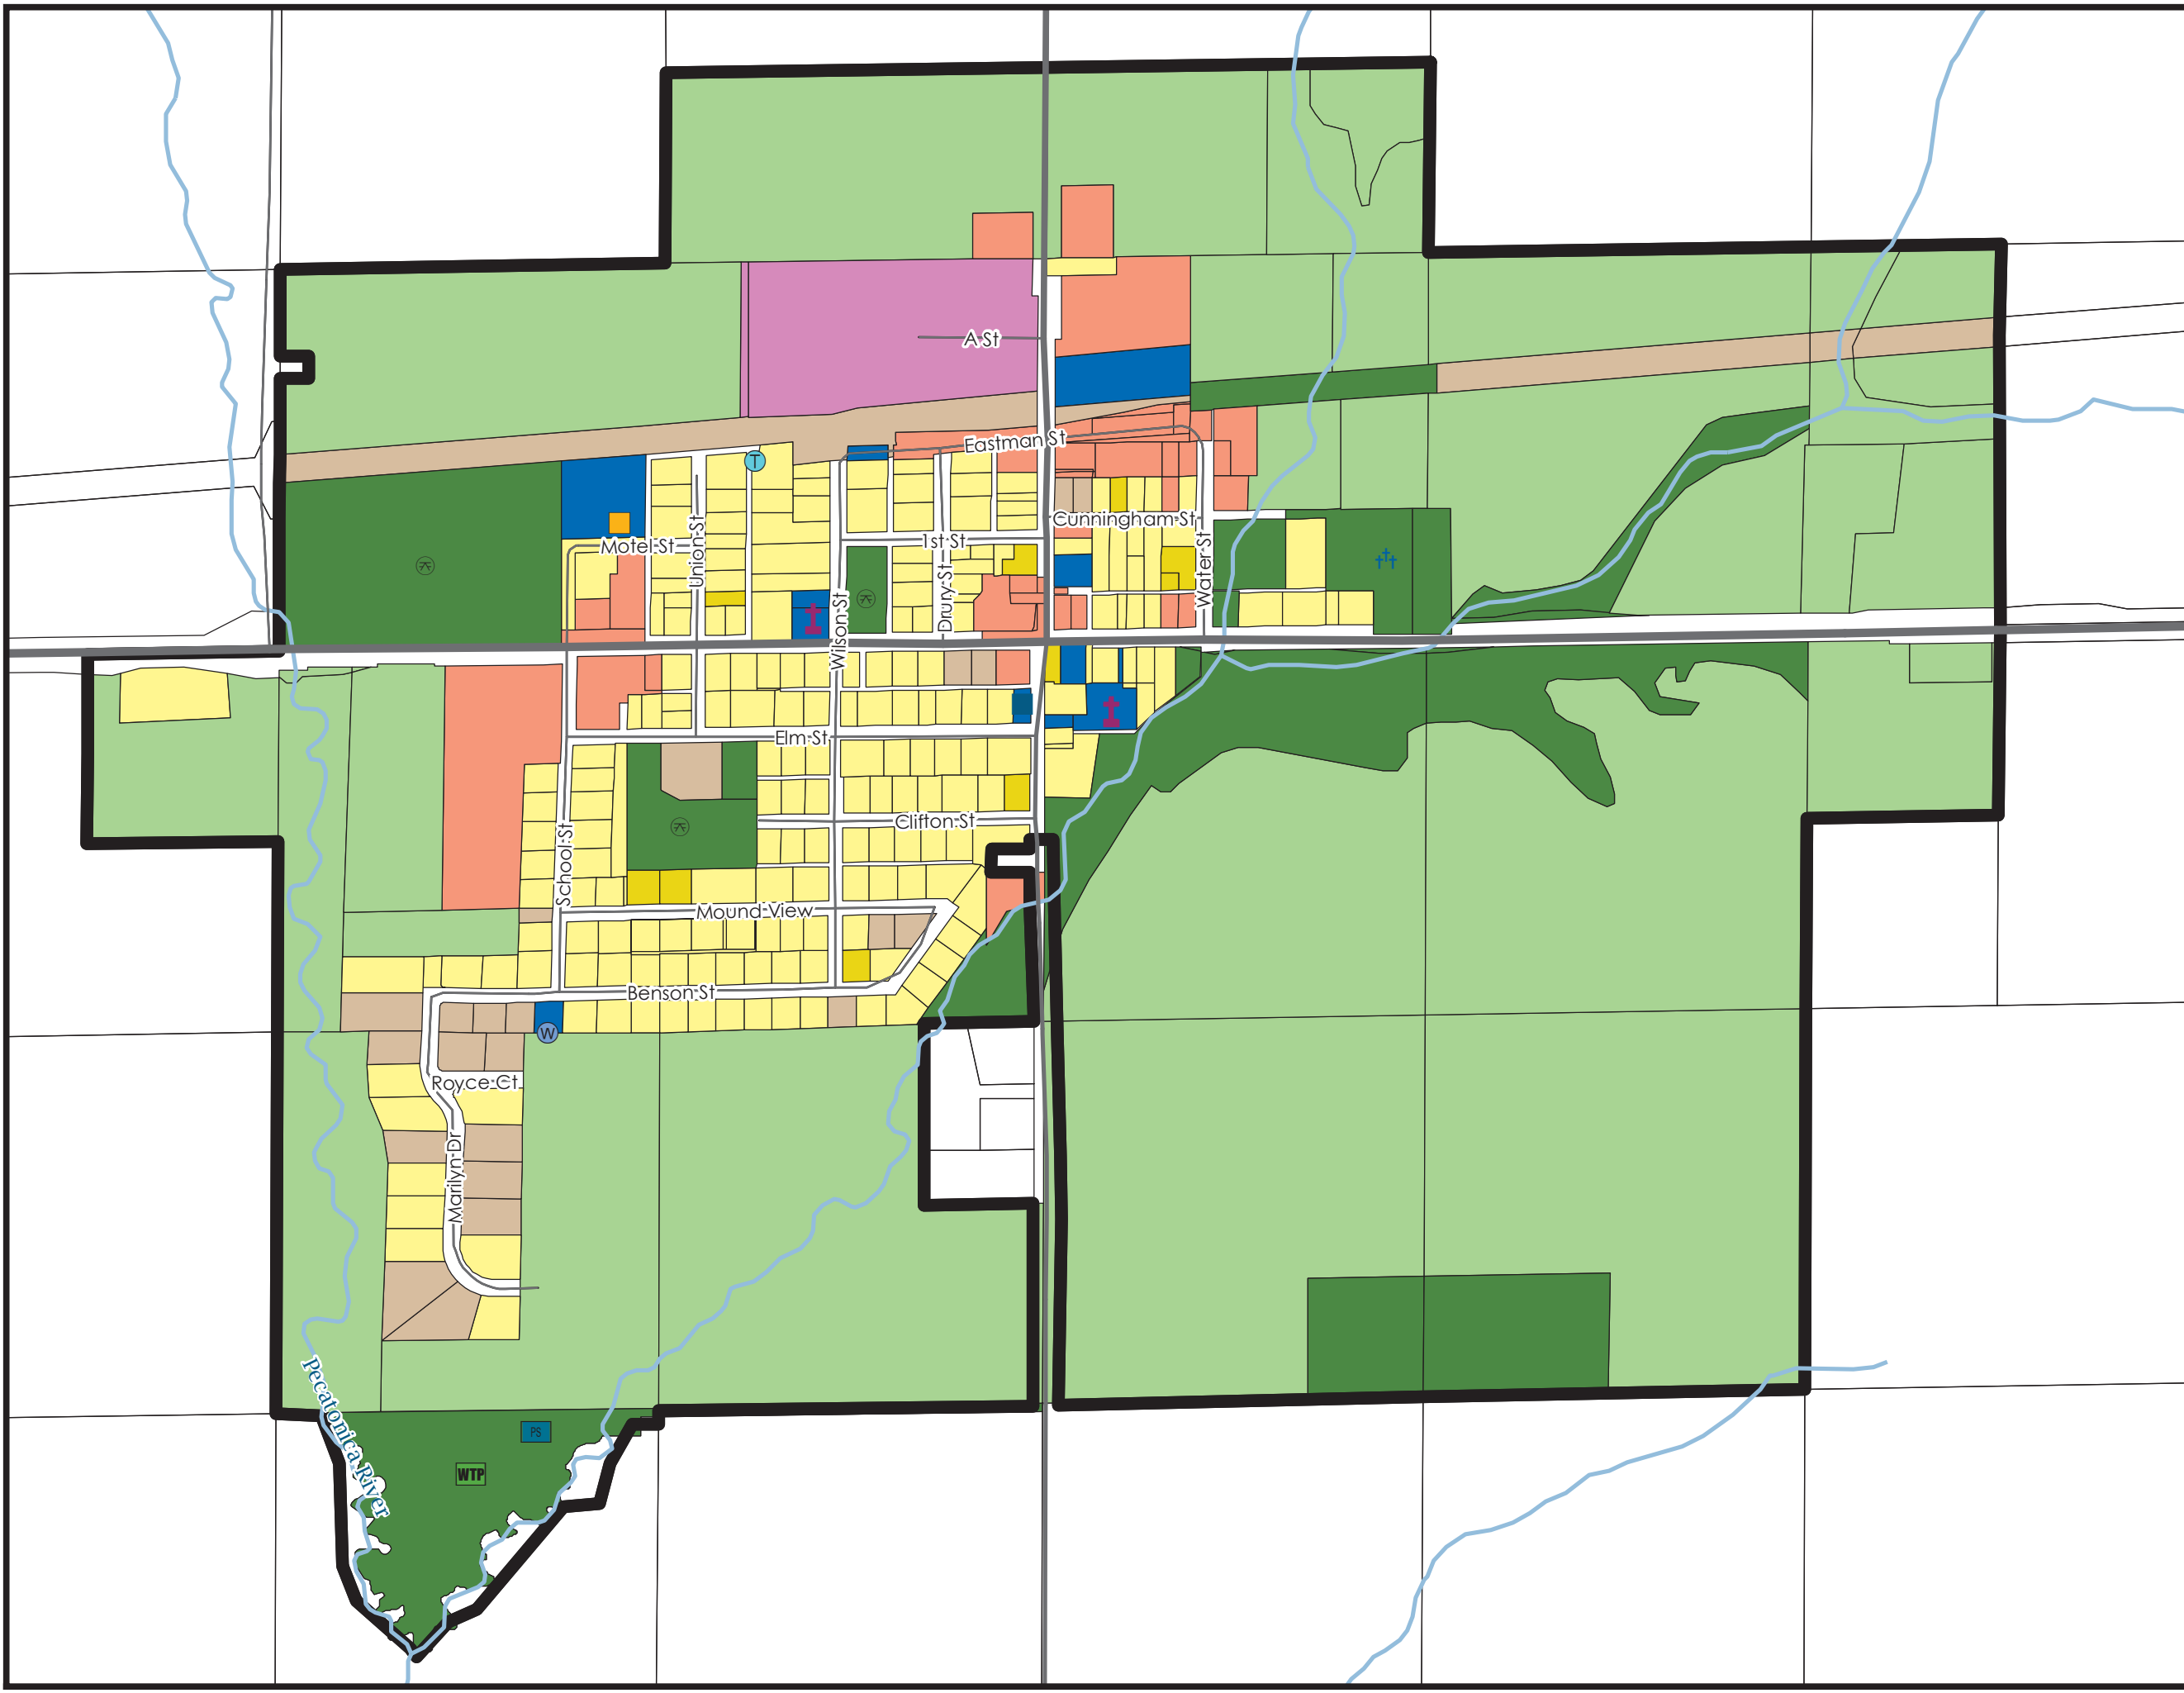 A St
Eastman St
T
Cunningham St
1st St
Motel St
Union St
Drury St
Water St
Wilson St
Elm St
Clifton St
School St
Mound View
Benson St
W
Royce Ct
Marilyn Dr
Pecatonica River
PS
WTP